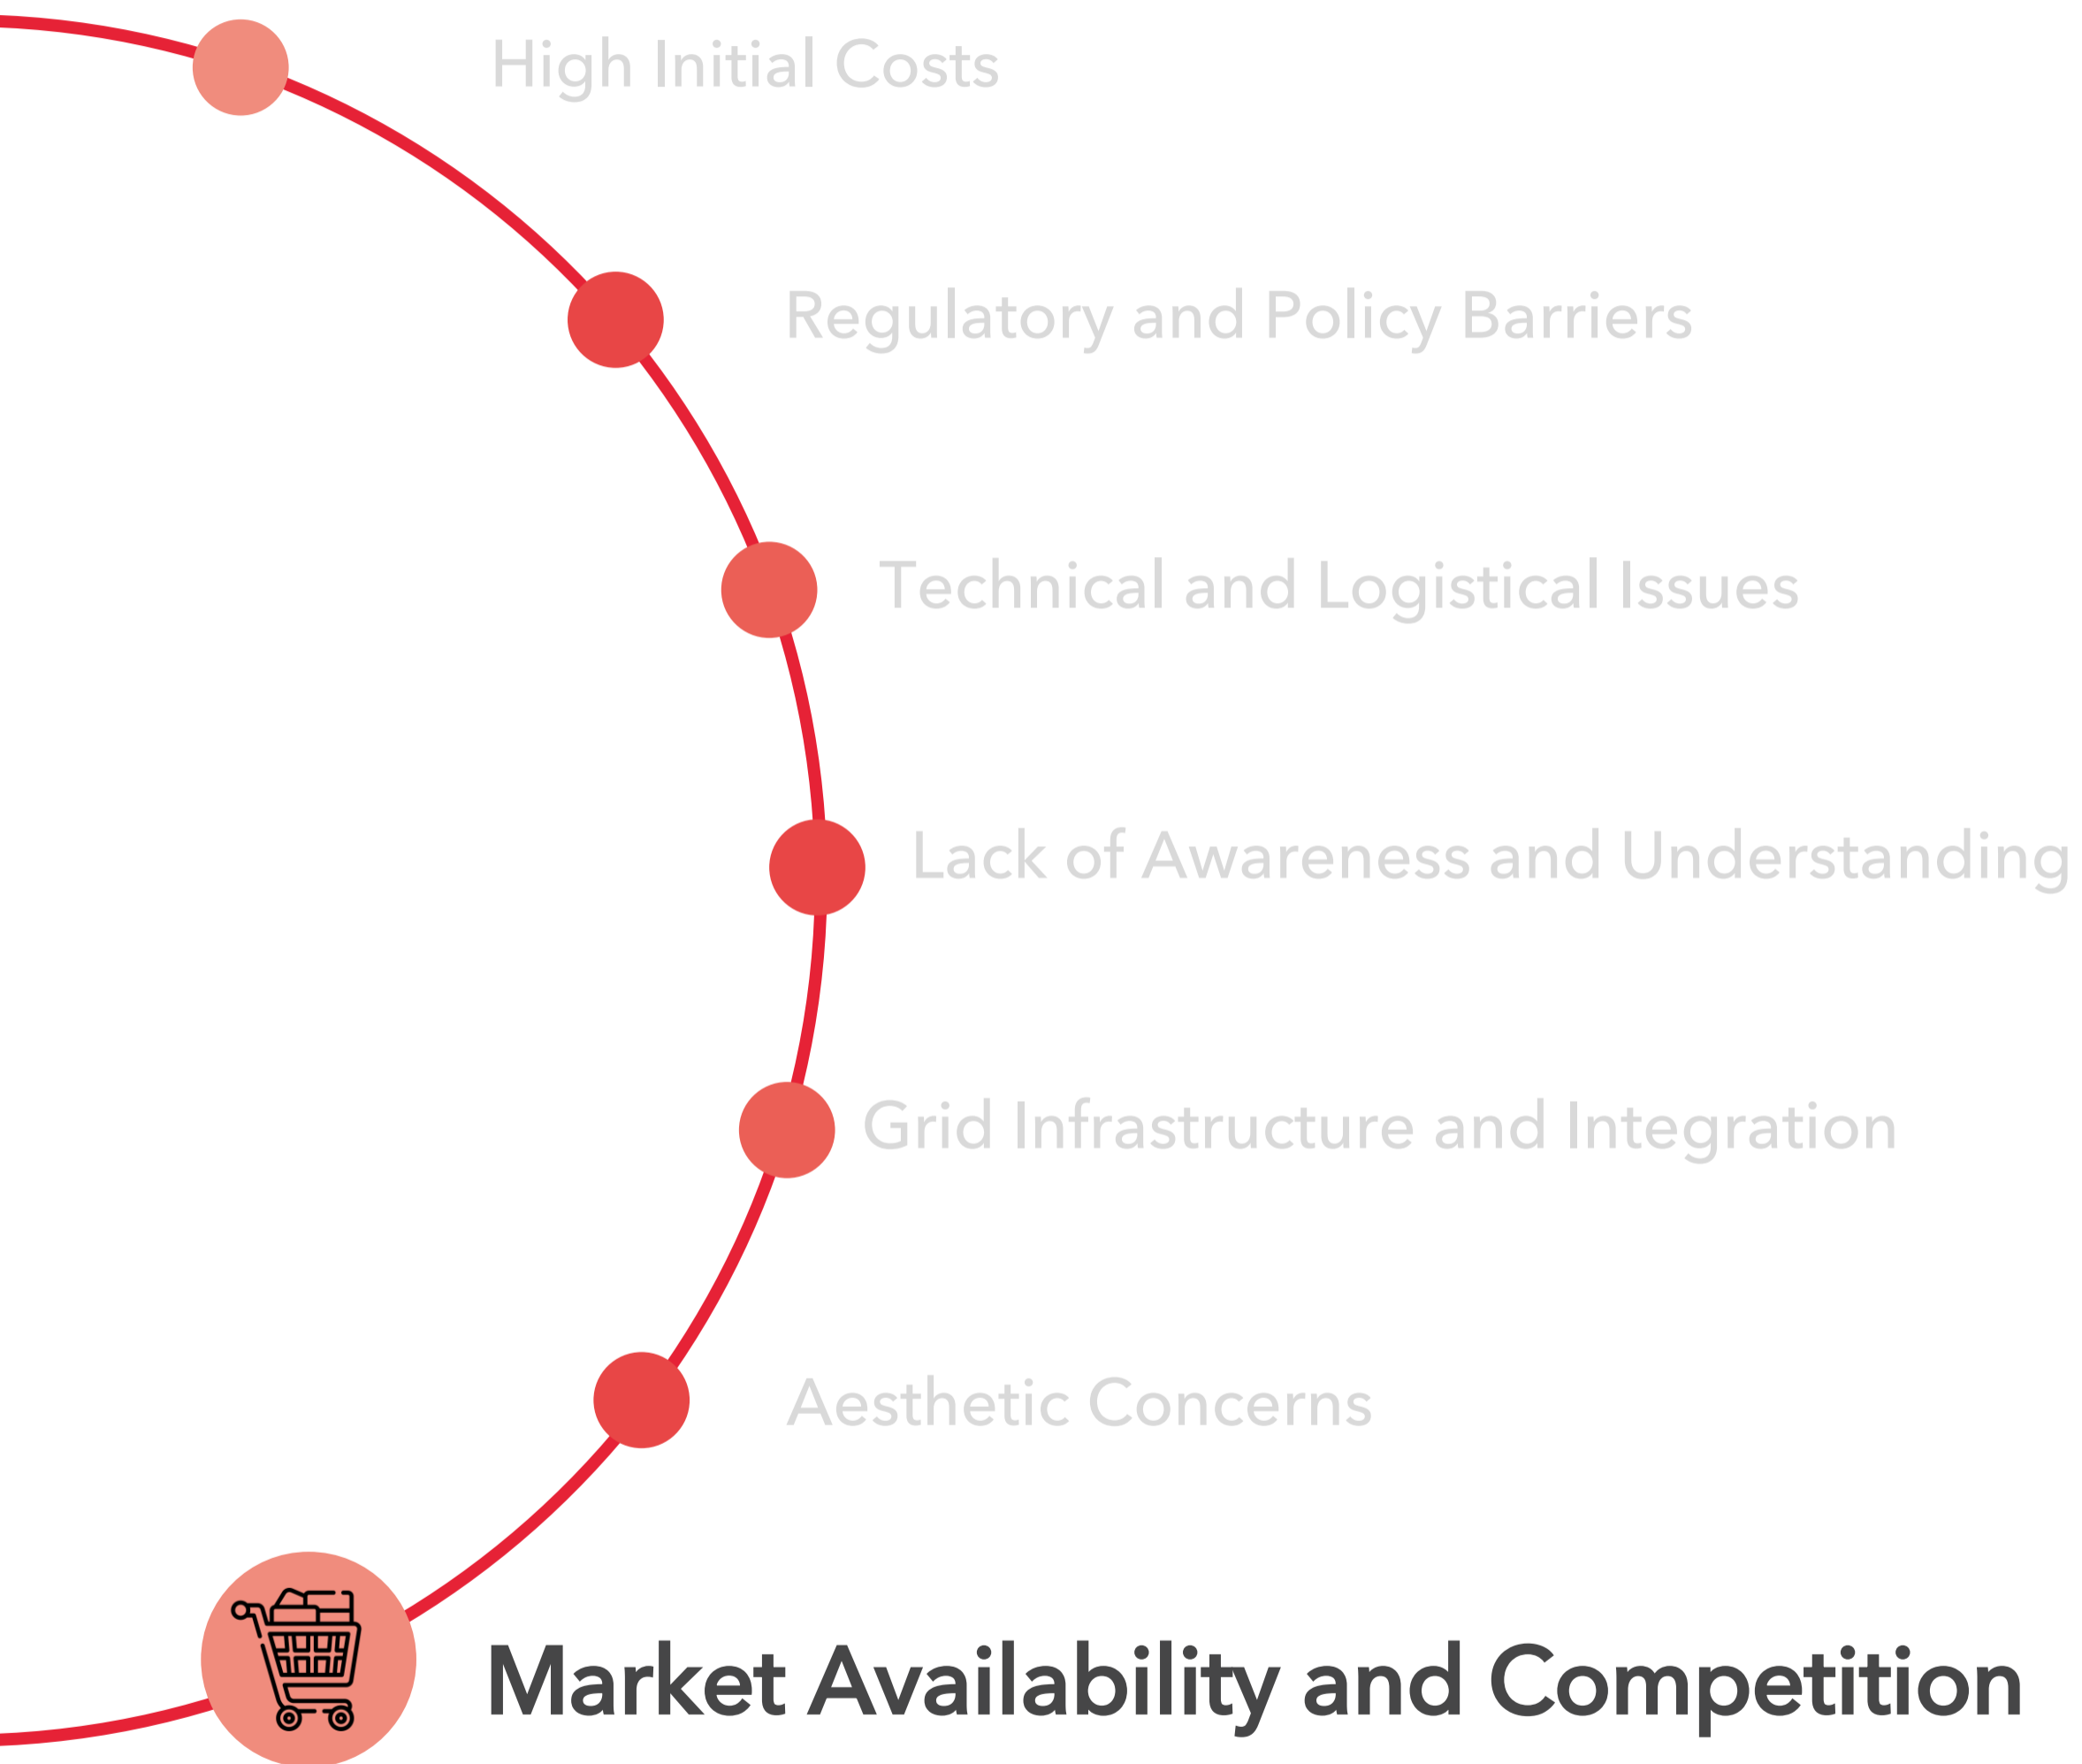 High Initial Costs
Regulatory and Policy Barriers
Technical and Logistical Issues
Lack of Awareness and Understanding
Grid Infrastructure and Integration
Aesthetic Concerns
Market Availability and Competition